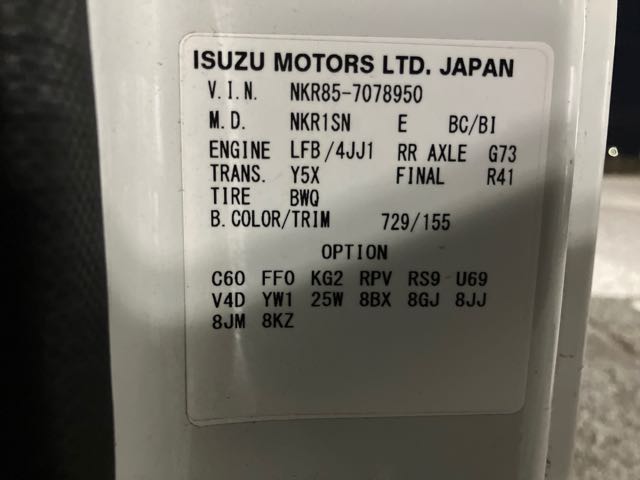 ISUZU MOTORS LTD. JAPAN
V.I.N. NKR85-7078950
M.D. NKR1SN E BC/BI
ENGINE LFB/4JJ1 RR AXLE G73
TRANS. Y5X FINAL R41
TIRE BWQ
B.COLOR/TRIM 729/155
OPTION
C60 FF0 KG2 RPV RS9 U69
V4D YW1 25W 8BX 8GJ 8JJ
8JM 8KZ